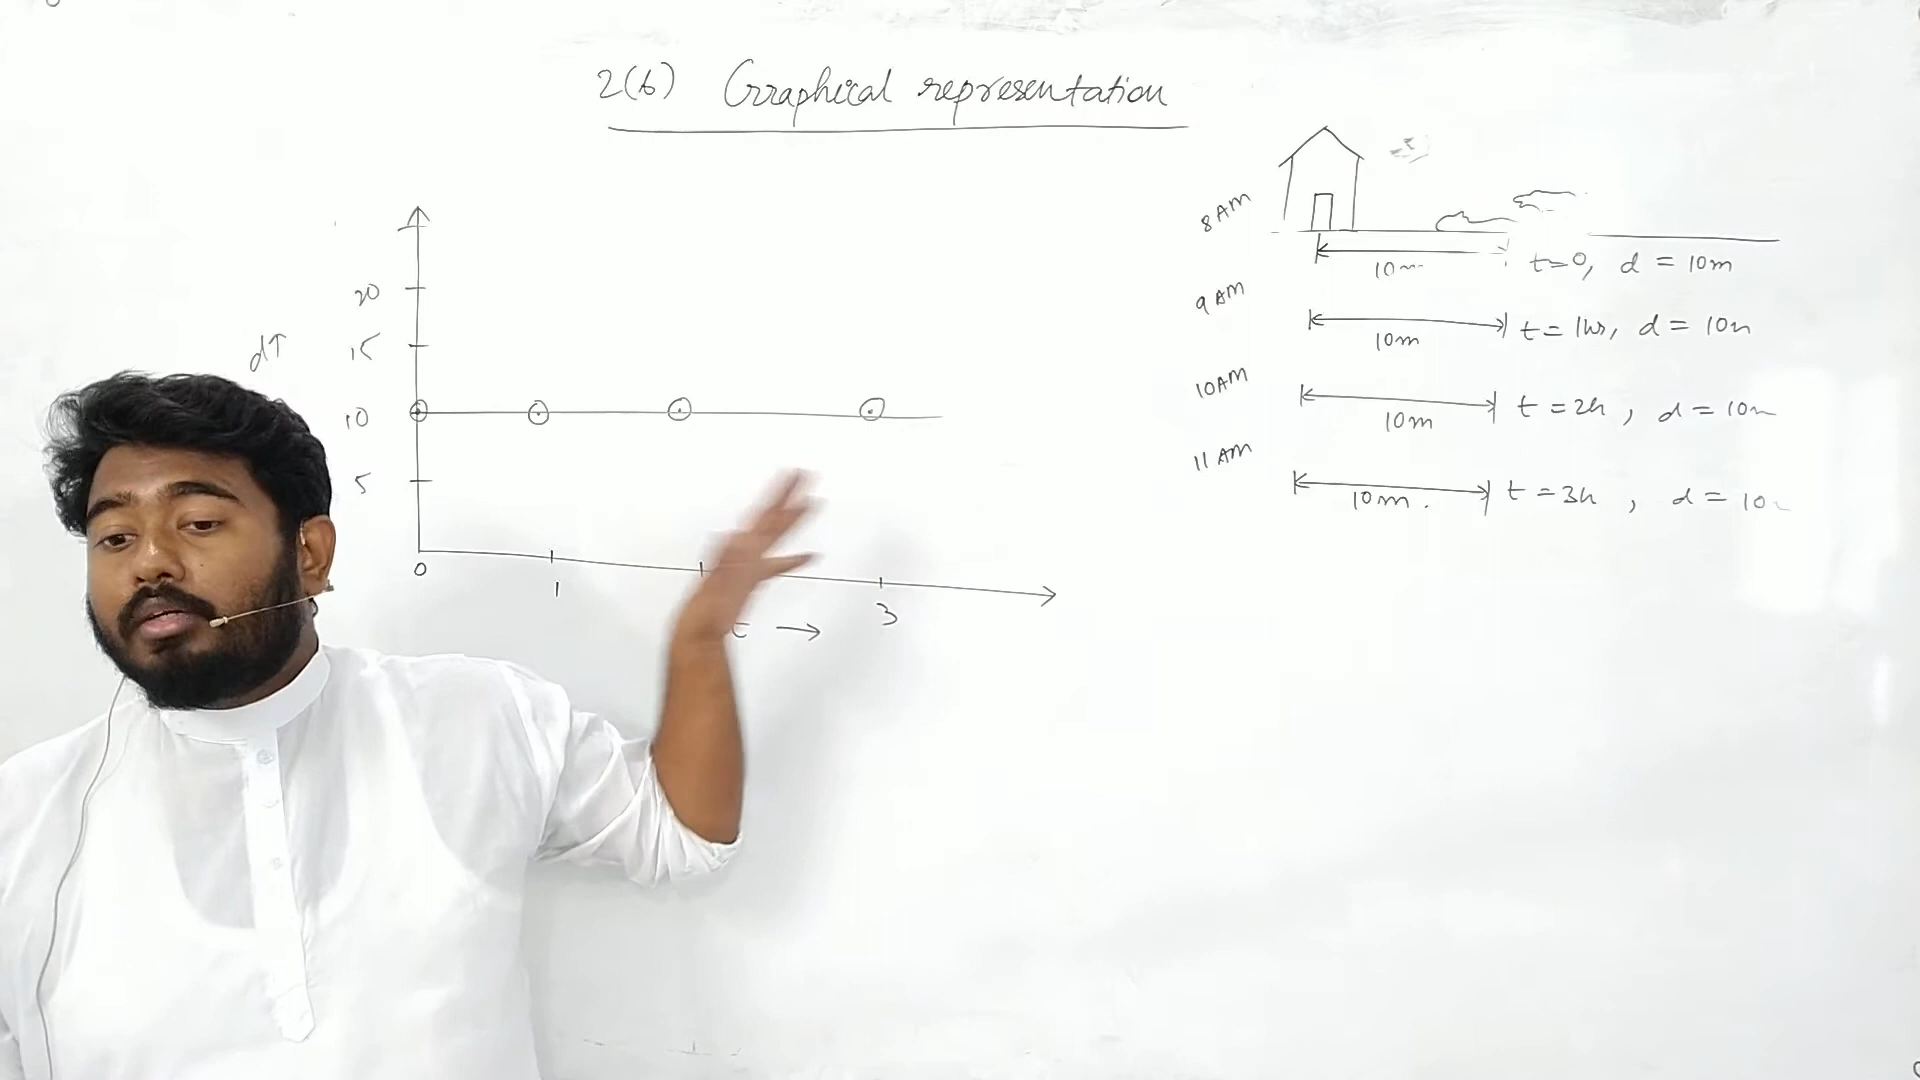 2(b) Graphical representation
8 AM
10m t=0, d = 10m
9 AM
10m t = 1hr, d = 10m
10AM
10m t = 2h , d = 10m
11 AM
10m. t = 3h , d = 10
d↑
20
15
10
5
0 1 3
t →